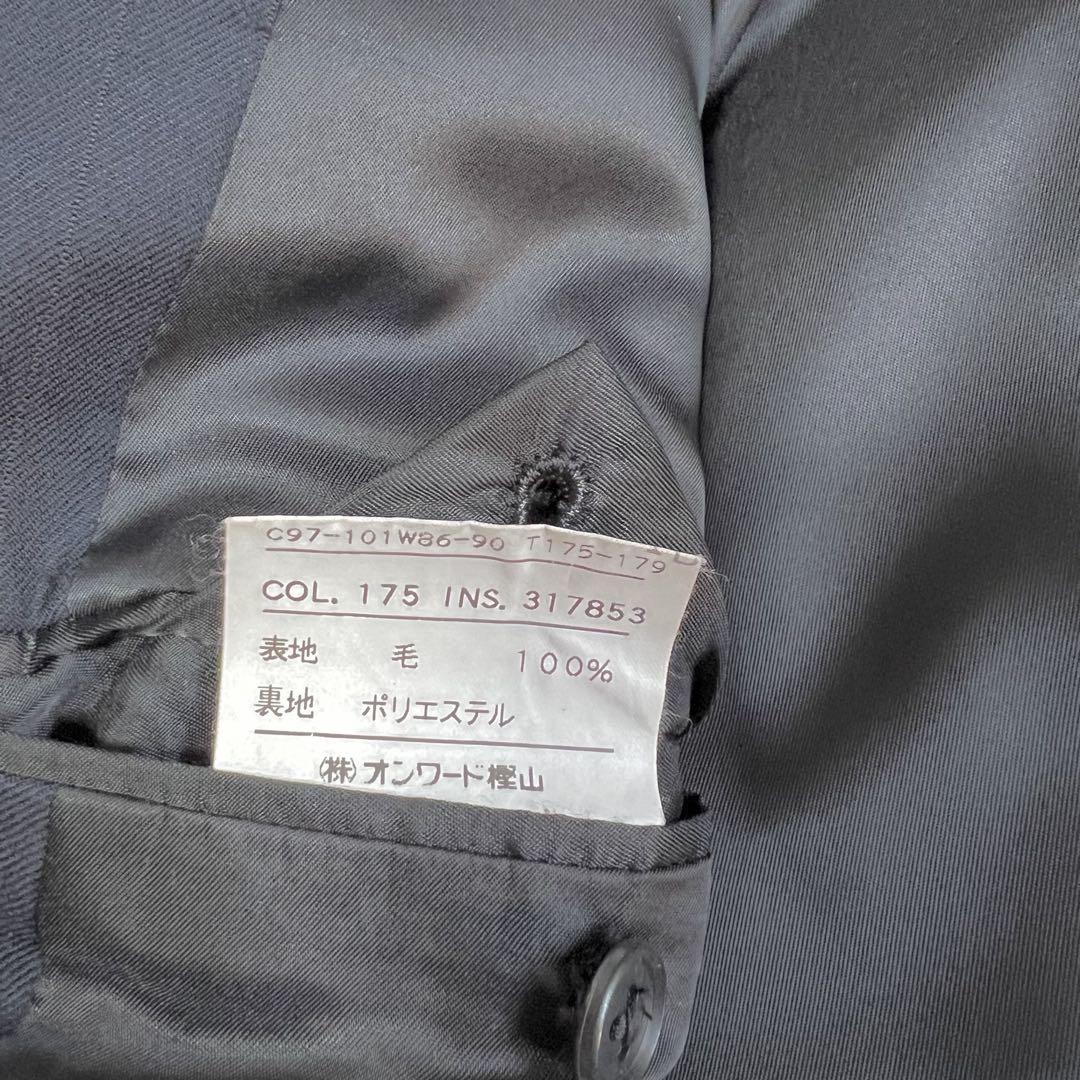 C97-101W86-90 T175-179
COL. 175 INS. 317853
表地 毛 100%
裏地 ポリエステル
(株)オンワード樫山